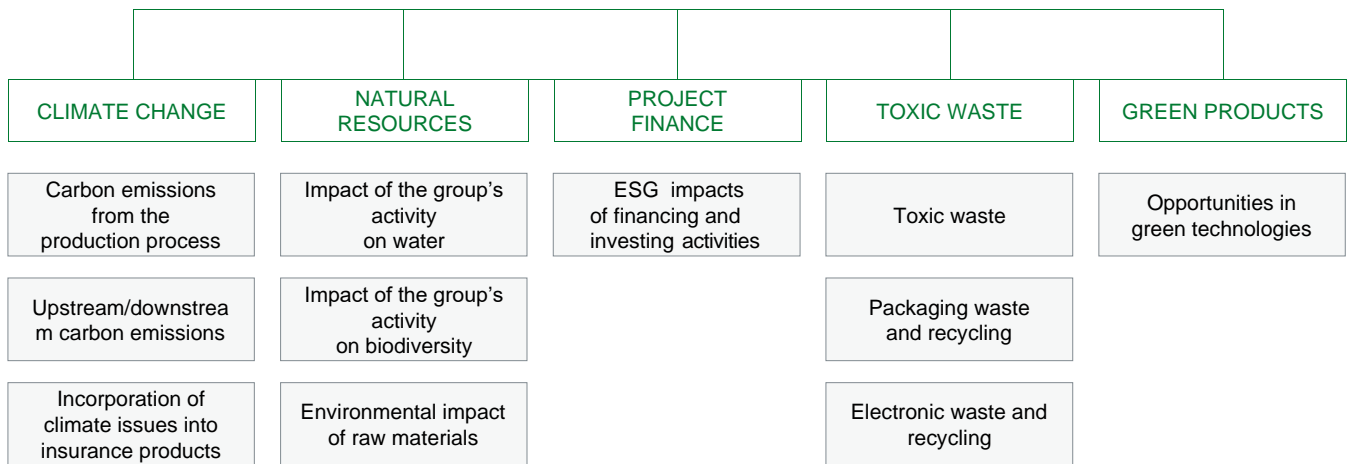 CLIMATE CHANGE
NATURAL
RESOURCES
PROJECT
FINANCE
TOXIC WASTE
GREEN PRODUCTS
Carbon emissions
from the
production process
Impact of the group’s
activity
on water
ESG impacts
of financing and
investing activities
Toxic waste
Opportunities in
green technologies
Upstream/downstrea
m carbon emissions
Impact of the group’s
activity
on biodiversity
Packaging waste
and recycling
Incorporation of
climate issues into
insurance products
Environmental impact
of raw materials
Electronic waste and
recycling